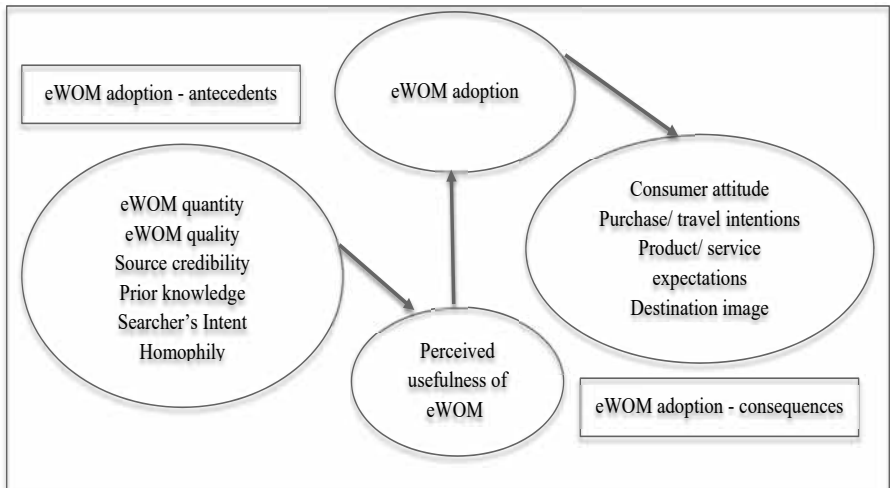 eWOM adoption - antecedents
eWOM adoption
eWOM quantity
eWOM quality
Source credibility
Prior knowledge
Searcher's Intent
Homophily
Perceived
usefulness of
eWOM
Consumer attitude
Purchase/ travel intentions
Product/ service
expectations
Destination image
eWOM adoption - consequences